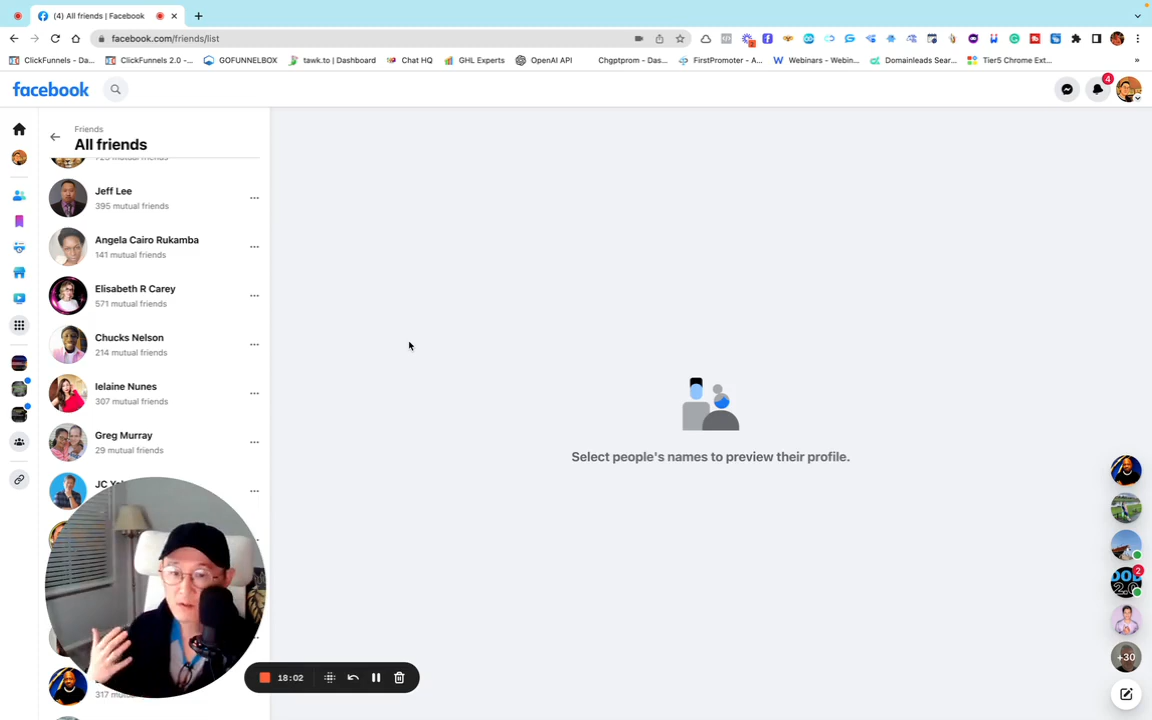 (4) All friends | Facebook
facebook.com/friends/list
ClickFunnels - Da...
ClickFunnels 2.0 -...
GOFUNNELBOX
tawk.to | Dashboard
Chat HQ
GHL Experts
OpenAI API
Chgptprom - Das...
FirstPromoter - A...
Webinars - Webin...
Domainleads Sear...
Tier5 Chrome Ext...
»
facebook
4
Friends
All friends
Jeff Lee
395 mutual friends
Angela Cairo Rukamba
141 mutual friends
Elisabeth R Carey
571 mutual friends
Chucks Nelson
214 mutual friends
Ielaine Nunes
307 mutual friends
Greg Murray
29 mutual friends
JC
317
Select people's names to preview their profile.
2
2.0
+30
18:02